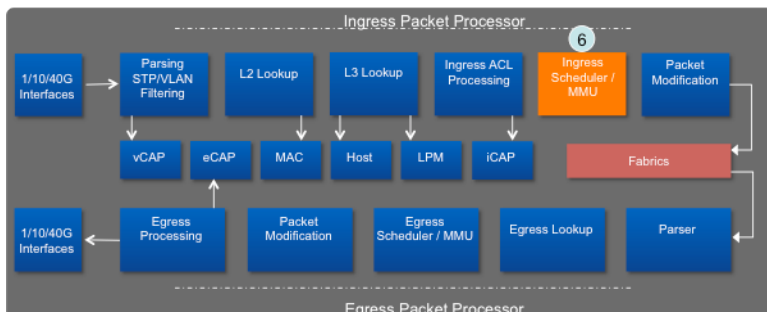 Ingress Packet Processor
6
1/10/40G
Interfaces
Parsing
STP/VLAN
Filtering
L2 Lookup
L3 Lookup
Ingress ACL
Processing
Ingress
Scheduler /
MMU
Packet
Modification
vCAP
eCAP
MAC
Host
LPM
iCAP
Fabrics
1/10/40G
Interfaces
Egress
Processing
Packet
Modification
Egress
Scheduler / MMU
Egress Lookup
Parser
Egress Packet Processor